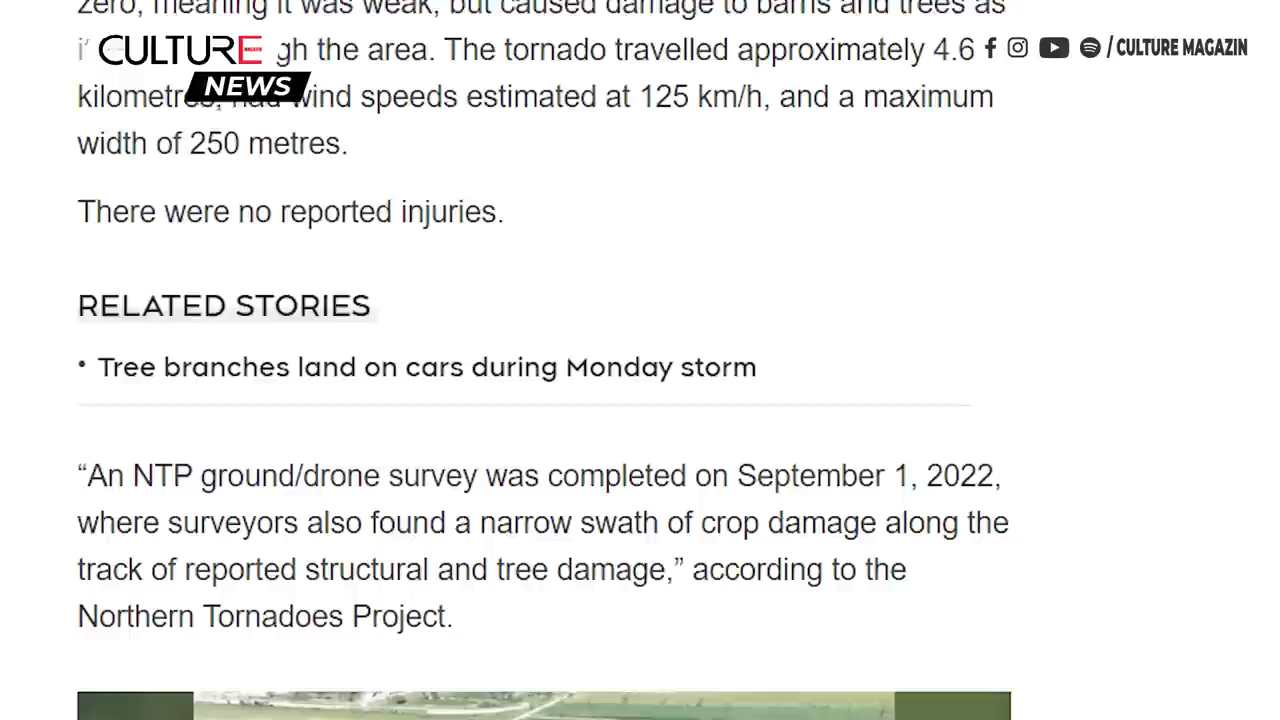 zero, meaning it was weak, but caused damage to barns and trees as
CULTURE
NEWS
gh the area. The tornado travelled approximately 4.6
/ CULTURE MAGAZIN
kilometres, had wind speeds estimated at 125 km/h, and a maximum
width of 250 metres.
There were no reported injuries.
RELATED STORIES
• Tree branches land on cars during Monday storm
“An NTP ground/drone survey was completed on September 1, 2022,
where surveyors also found a narrow swath of crop damage along the
track of reported structural and tree damage,” according to the
Northern Tornadoes Project.